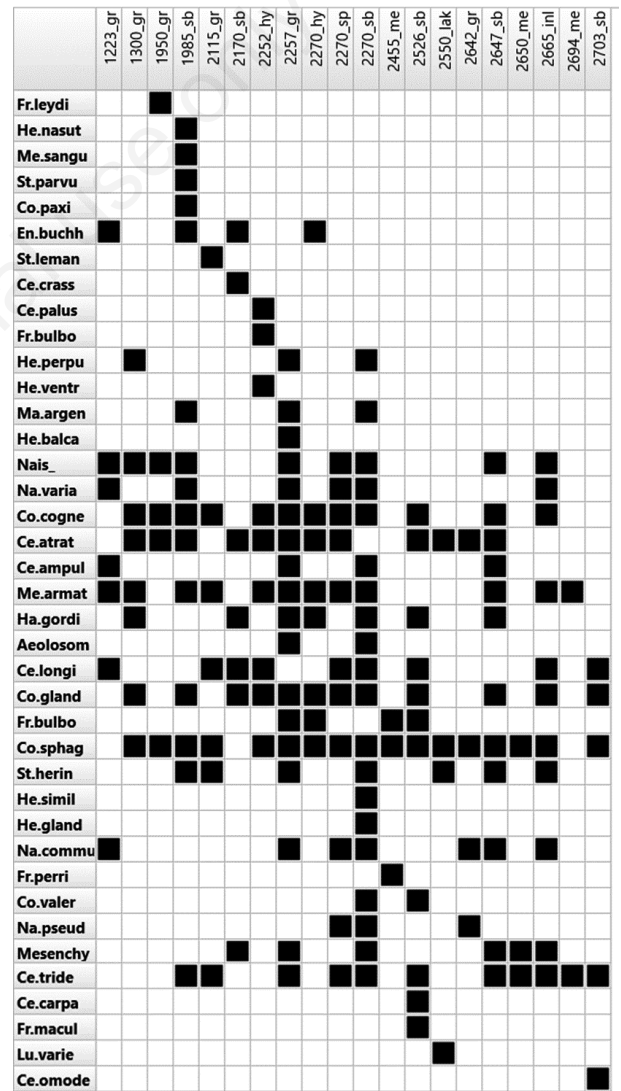 1223_gr
1300_gr
1950_gr
1985_sb
2115_gr
2170_sb
2252_hy
2257_gr
2270_hy
2270_sp
2270_sb
2455_me
2526_sb
2550_lak
2642_gr
2647_sb
2650_me
2665_inl
2694_me
2703_sb
Fr.leydi
He.nasut
Me.sangu
St.parvu
Co.paxi
En.buchh
St.leman
Ce.crass
Ce.palus
Fr.bulbo
He.perpu
He.ventr
Ma.argen
He.balca
Nais_
Na.varia
Co.cogne
Ce.atrat
Ce.ampul
Me.armat
Ha.gordi
Aeolosom
Ce.longi
Co.gland
Fr.bulbo
Co.sphag
St.herin
He.simil
He.gland
Na.commu
Fr.perri
Co.valer
Na.pseud
Mesenchy
Ce.tride
Ce.carpa
Fr.macul
Lu.varie
Ce.omode